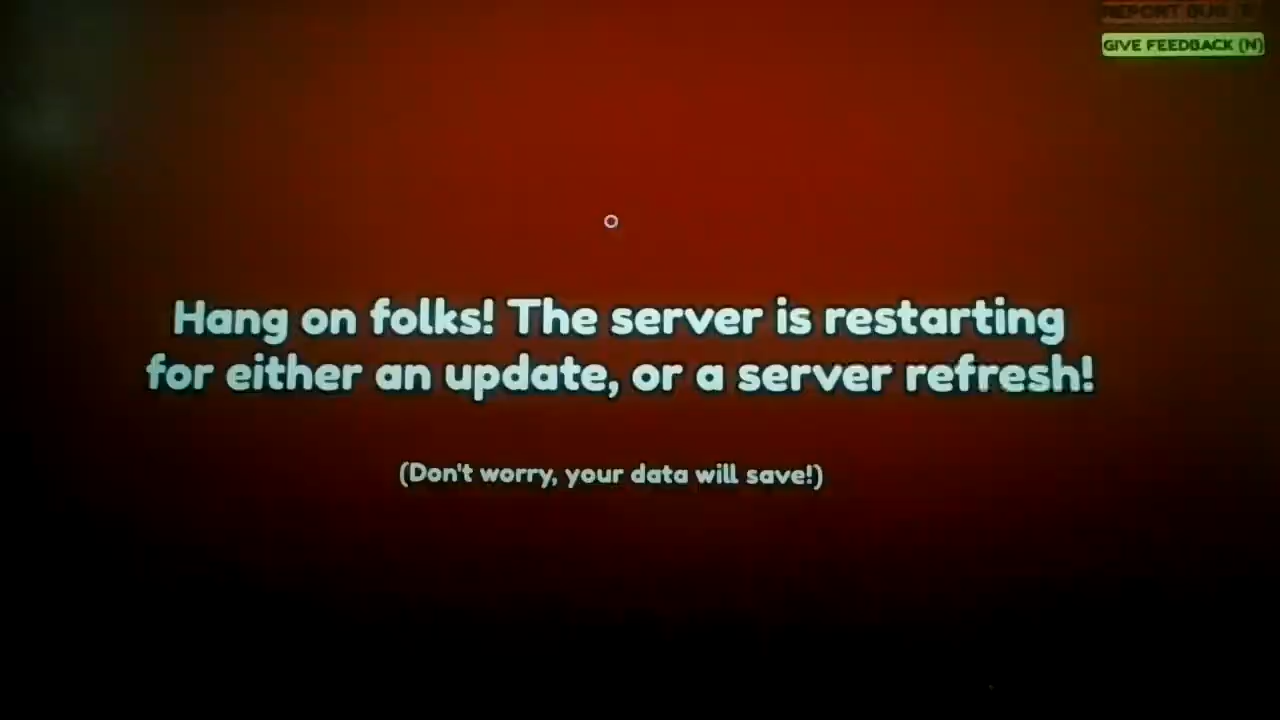 GIVE FEEDBACK (N)
Hang on folks! The server is restarting
for either an update, or a server refresh!
(Don't worry, your data will save!)